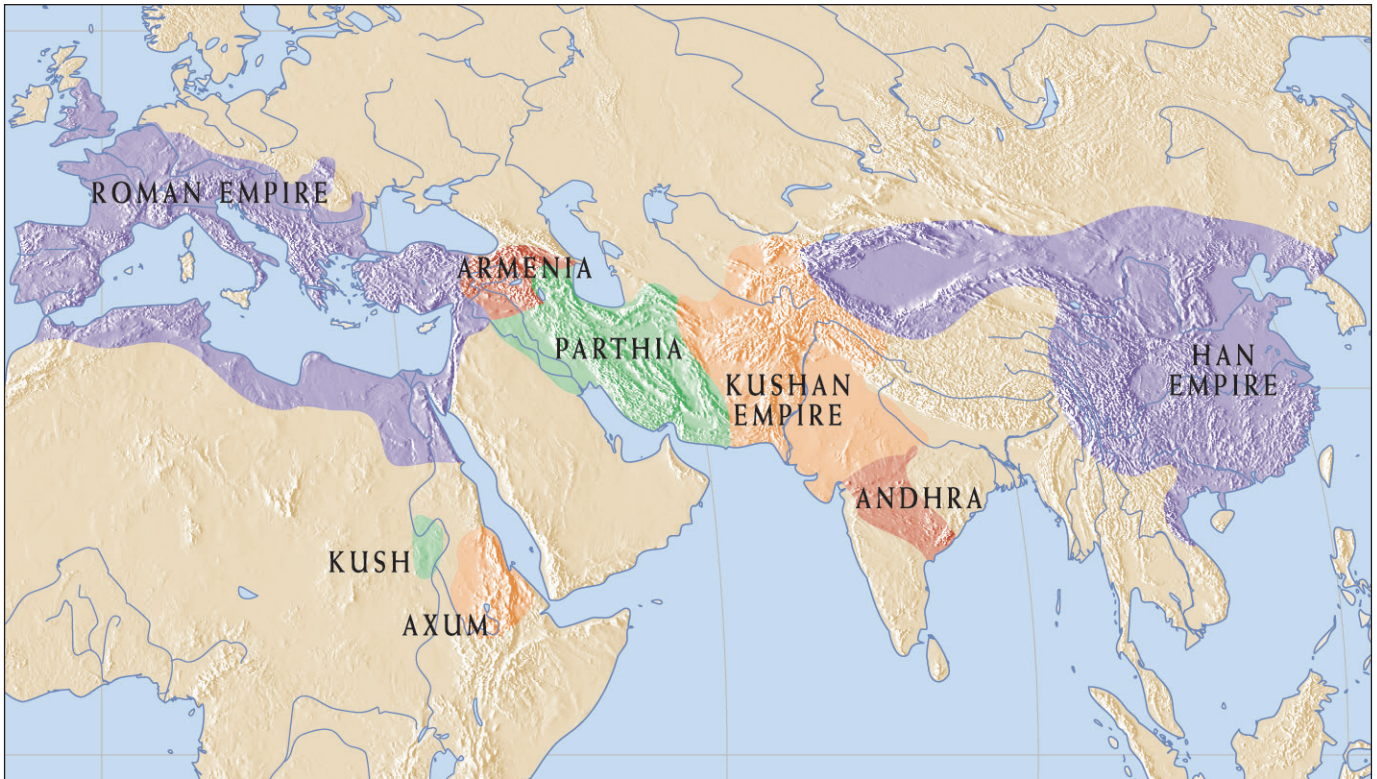 ROMAN EMPIRE
ARMENIA
PARTHIA
KUSHAN
EMPIRE
HAN
EMPIRE
ANDHRA
KUSH
AXUM